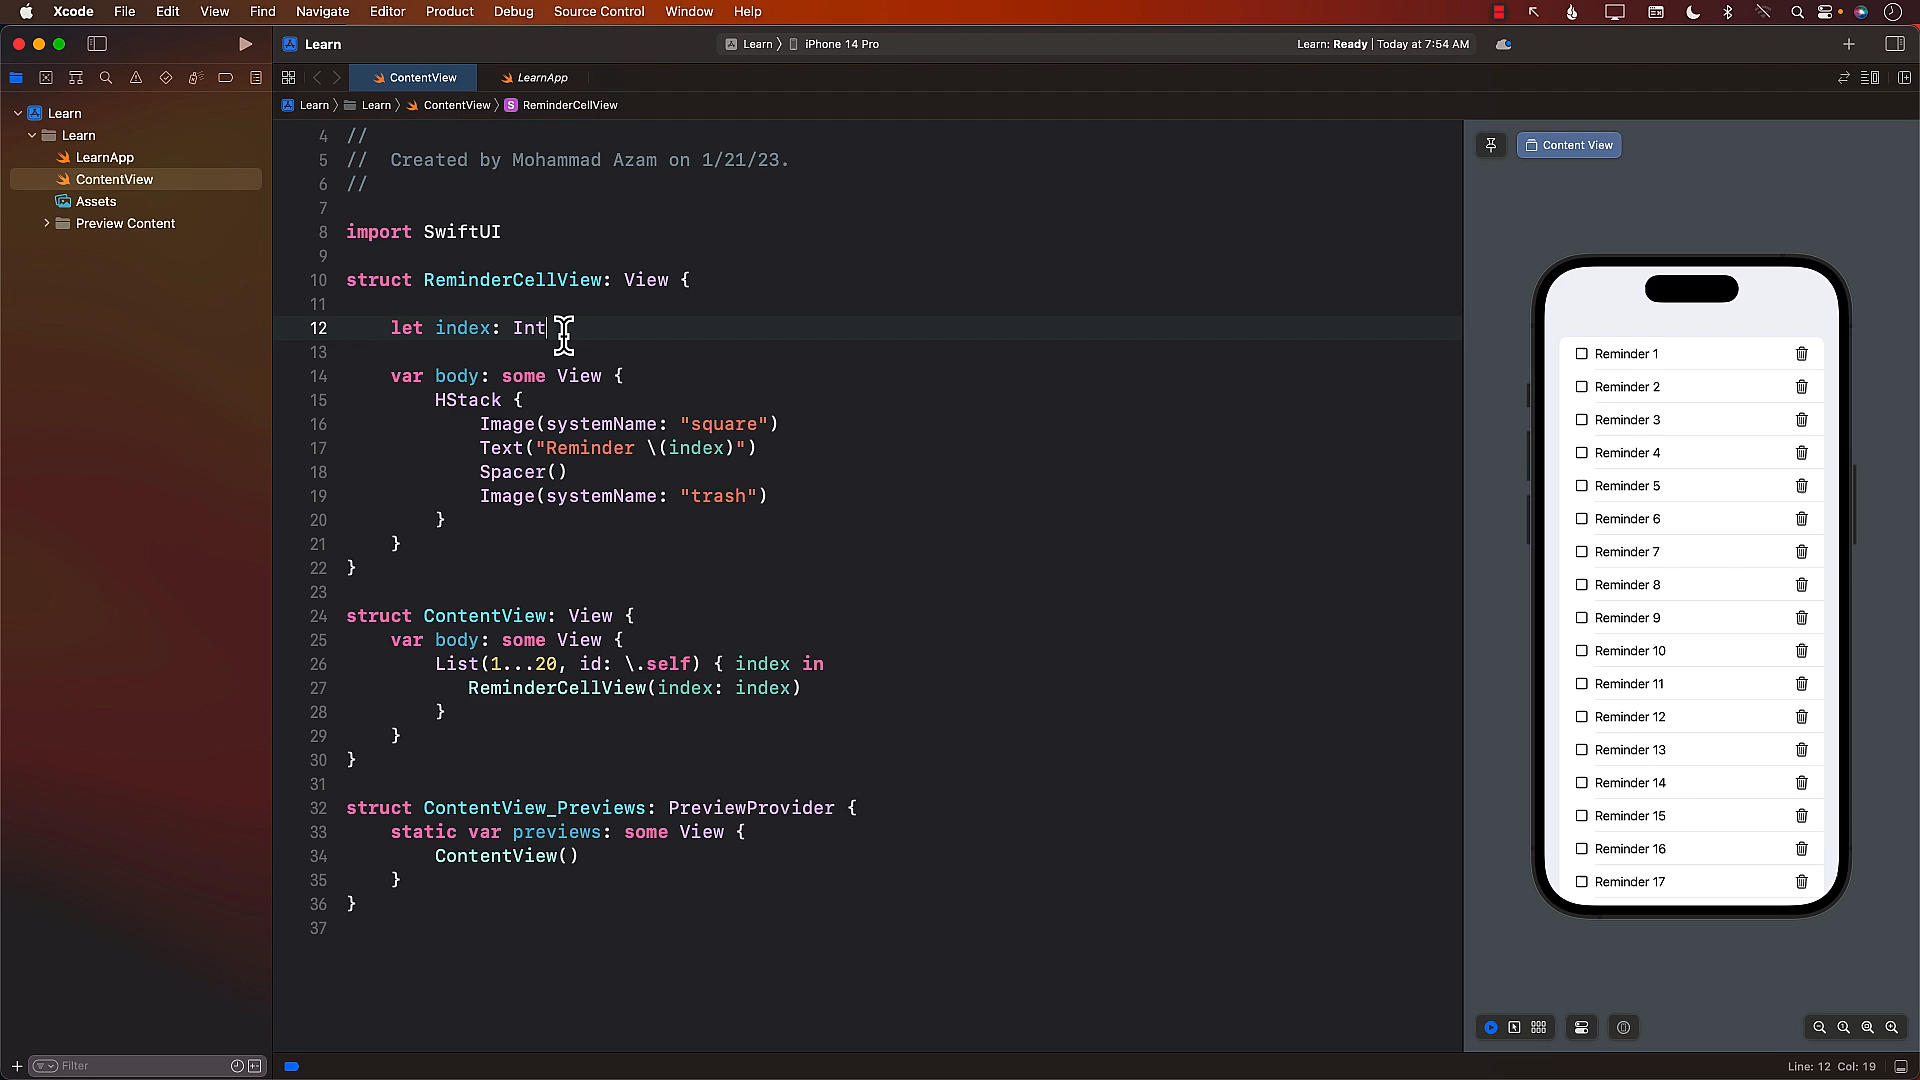 Xcode File Edit View Find Navigate Editor Product Debug Source Control Window Help
Learn
Learn 〉 iPhone 14 Pro
Learn: Ready | Today at 7:54 AM
ContentView LearnApp
Learn 〉 Learn 〉 ContentView 〉 S ReminderCellView
Learn
Learn
LearnApp
ContentView
Assets
Preview Content
4 //
5 //  Created by Mohammad Azam on 1/21/23.
6 //
7
8 import SwiftUI
9
10 struct ReminderCellView: View {
11
12     let index: Int
13
14     var body: some View {
15         HStack {
16             Image(systemName: "square")
17             Text("Reminder \(index)")
18             Spacer()
19             Image(systemName: "trash")
20         }
21     }
22 }
23
24 struct ContentView: View {
25     var body: some View {
26         List(1...20, id: \.self) { index in
27            ReminderCellView(index: index)
28         }
29     }
30 }
31
32 struct ContentView_Previews: PreviewProvider {
33     static var previews: some View {
34         ContentView()
35     }
36 }
37
Content View
Reminder 1
Reminder 2
Reminder 3
Reminder 4
Reminder 5
Reminder 6
Reminder 7
Reminder 8
Reminder 9
Reminder 10
Reminder 11
Reminder 12
Reminder 13
Reminder 14
Reminder 15
Reminder 16
Reminder 17
Filter
Line: 12 Col: 19